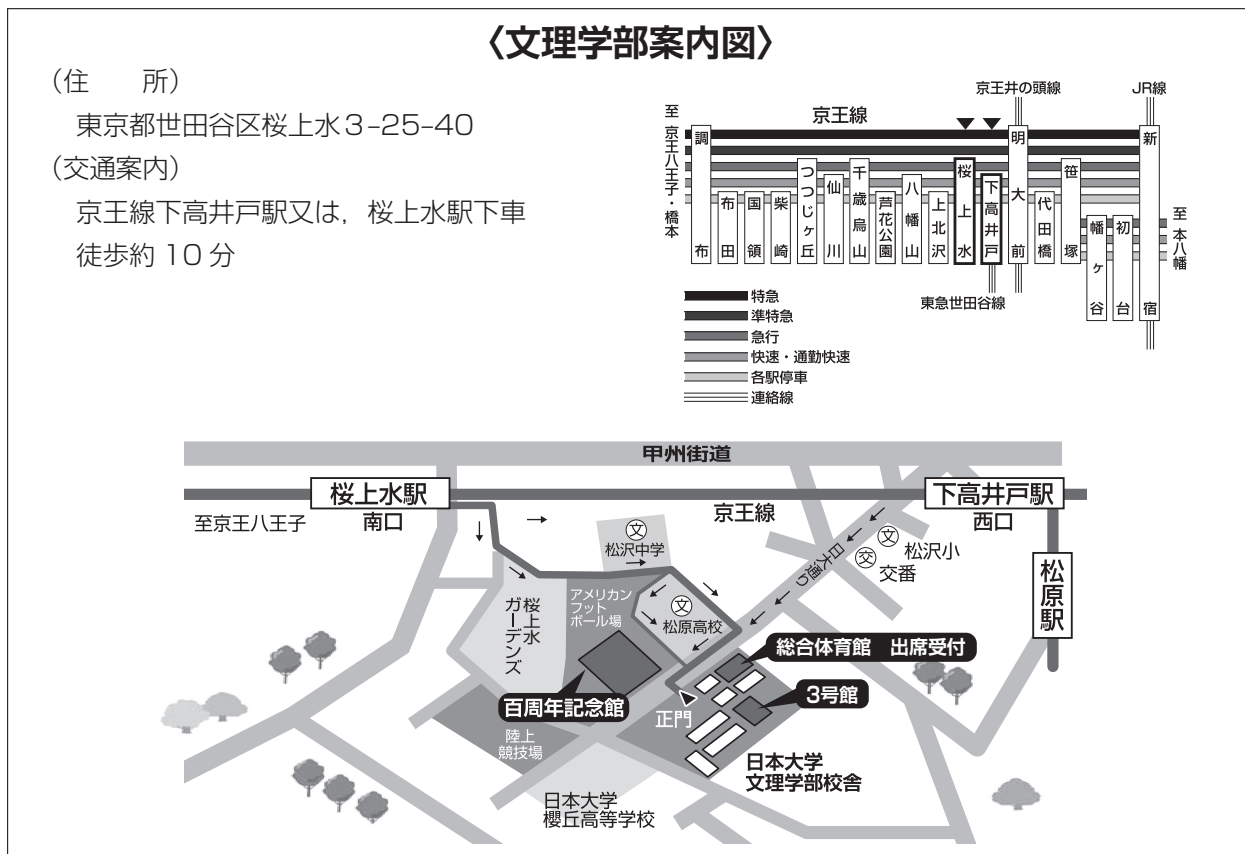 〈文理学部案内図〉
（住　　所）
東京都世田谷区桜上水３-25-40
（交通案内）
京王線下高井戸駅又は，桜上水駅下車
徒歩約 10 分
京王井の頭線
JR線
京王線
至京王八王子・橋本
調布
布田
国領
柴崎
つつじヶ丘
仙川
千歳烏山
芦花公園
八幡山
上北沢
桜上水
下高井戸
明大前
代田橋
笹塚
幡ヶ谷
初台
新宿
至本八幡
東急世田谷線
特急
準特急
急行
快速・通勤快速
各駅停車
連絡線
甲州街道
桜上水駅
南口
至京王八王子
京王線
下高井戸駅
西口
文
松沢中学
日大通り
文
松沢小
交
交番
松原駅
桜上水
ガーデンズ
アメリカン
フット
ボール場
文
松原高校
総合体育館　出席受付
3号館
百周年記念館
正門
陸上
競技場
日本大学
文理学部校舎
日本大学
櫻丘高等学校